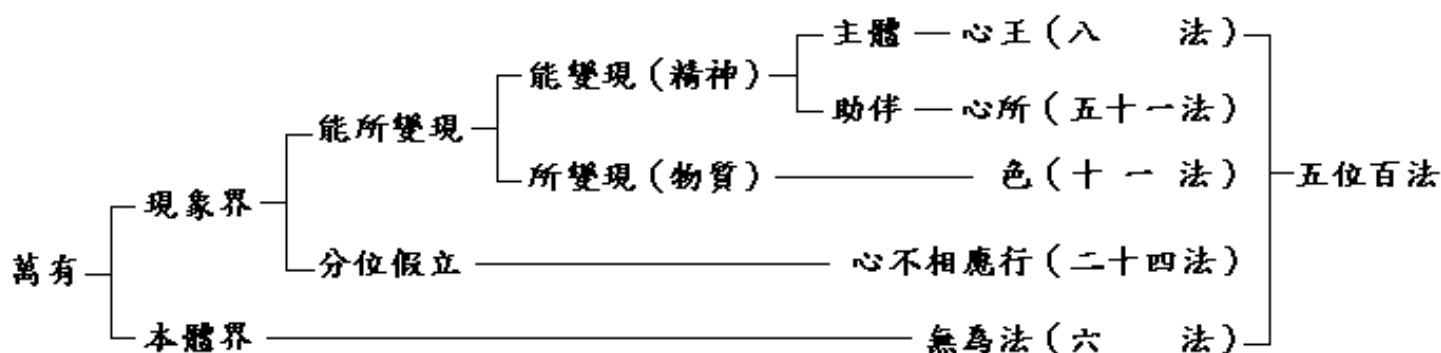 主體 心王(八 法)
能變現(精神)
助伴 心所(五十一法)
能所變現
所變現(物質) 色(十一法) 五位百法
現象界
分位假立 心不相應行(二十四法)
萬有
本體界 無為法(六 法)